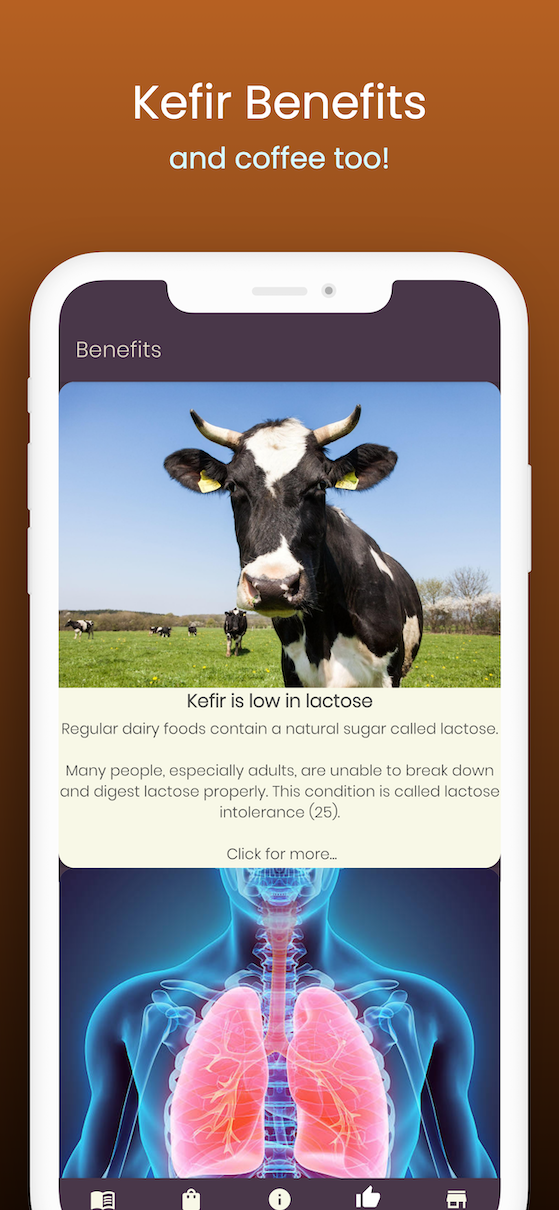 Kefir Benefits
and coffee too!
Benefits
Kefir is low in lactose
Regular dairy foods contain a natural sugar called lactose.
Many people, especially adults, are unable to break down
and digest lactose properly. This condition is called lactose
intolerance (25).
Click for more...